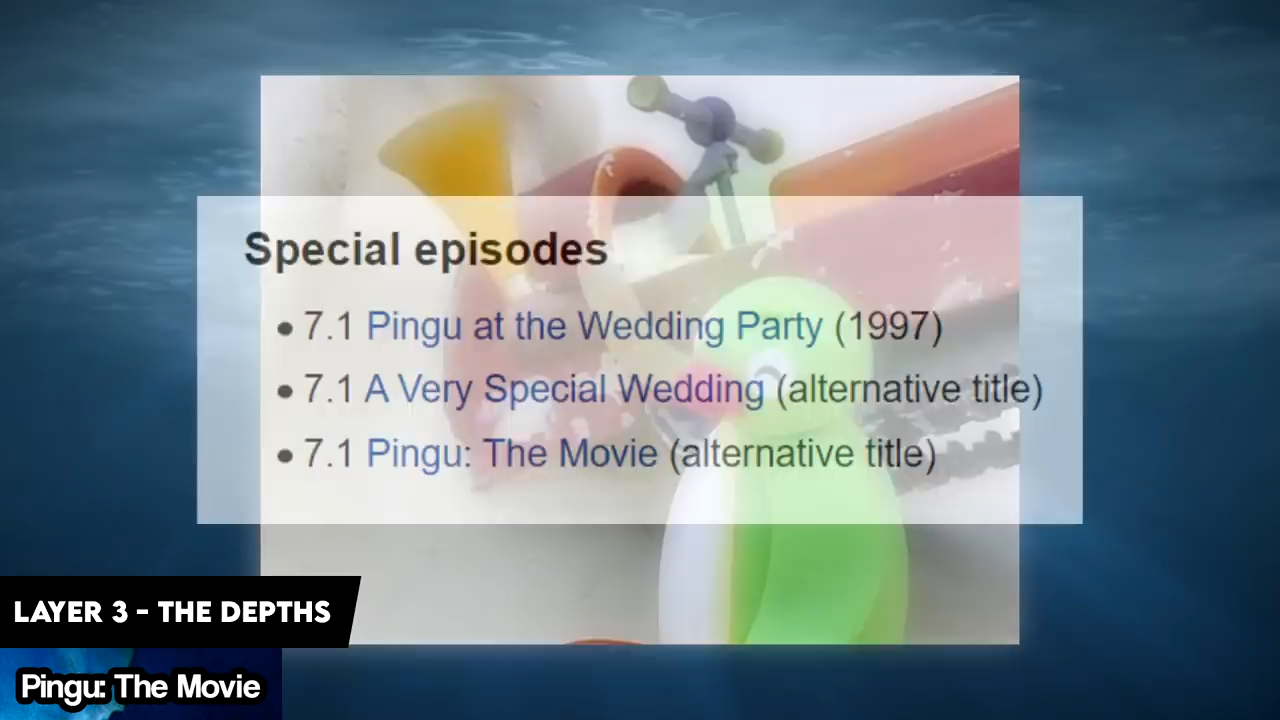 Special episodes
• 7.1 Pingu at the Wedding Party (1997)
• 7.1 A Very Special Wedding (alternative title)
• 7.1 Pingu: The Movie (alternative title)
LAYER 3 - THE DEPTHS
Pingu: The Movie